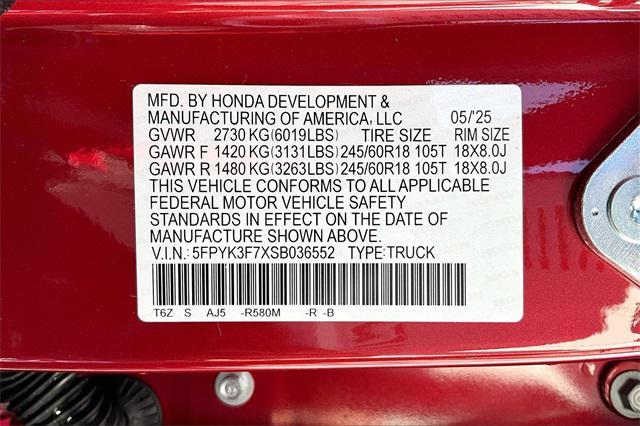 MFD. BY HONDA DEVELOPMENT &
MANUFACTURING OF AMERICA, LLC 05/'25
GVWR 2730 KG (6019LBS) TIRE SIZE RIM SIZE
GAWR F 1420 KG (3131LBS) 245/60R18 105T 18X8.0J
GAWR R 1480 KG (3263LBS) 245/60R18 105T 18X8.0J
THIS VEHICLE CONFORMS TO ALL APPLICABLE
FEDERAL MOTOR VEHICLE SAFETY
STANDARDS IN EFFECT ON THE DATE OF
MANUFACTURE SHOWN ABOVE.
V.I.N.: 5FPYK3F7XSB036552 TYPE:TRUCK
T6Z S AJ5 -R580M -R -B